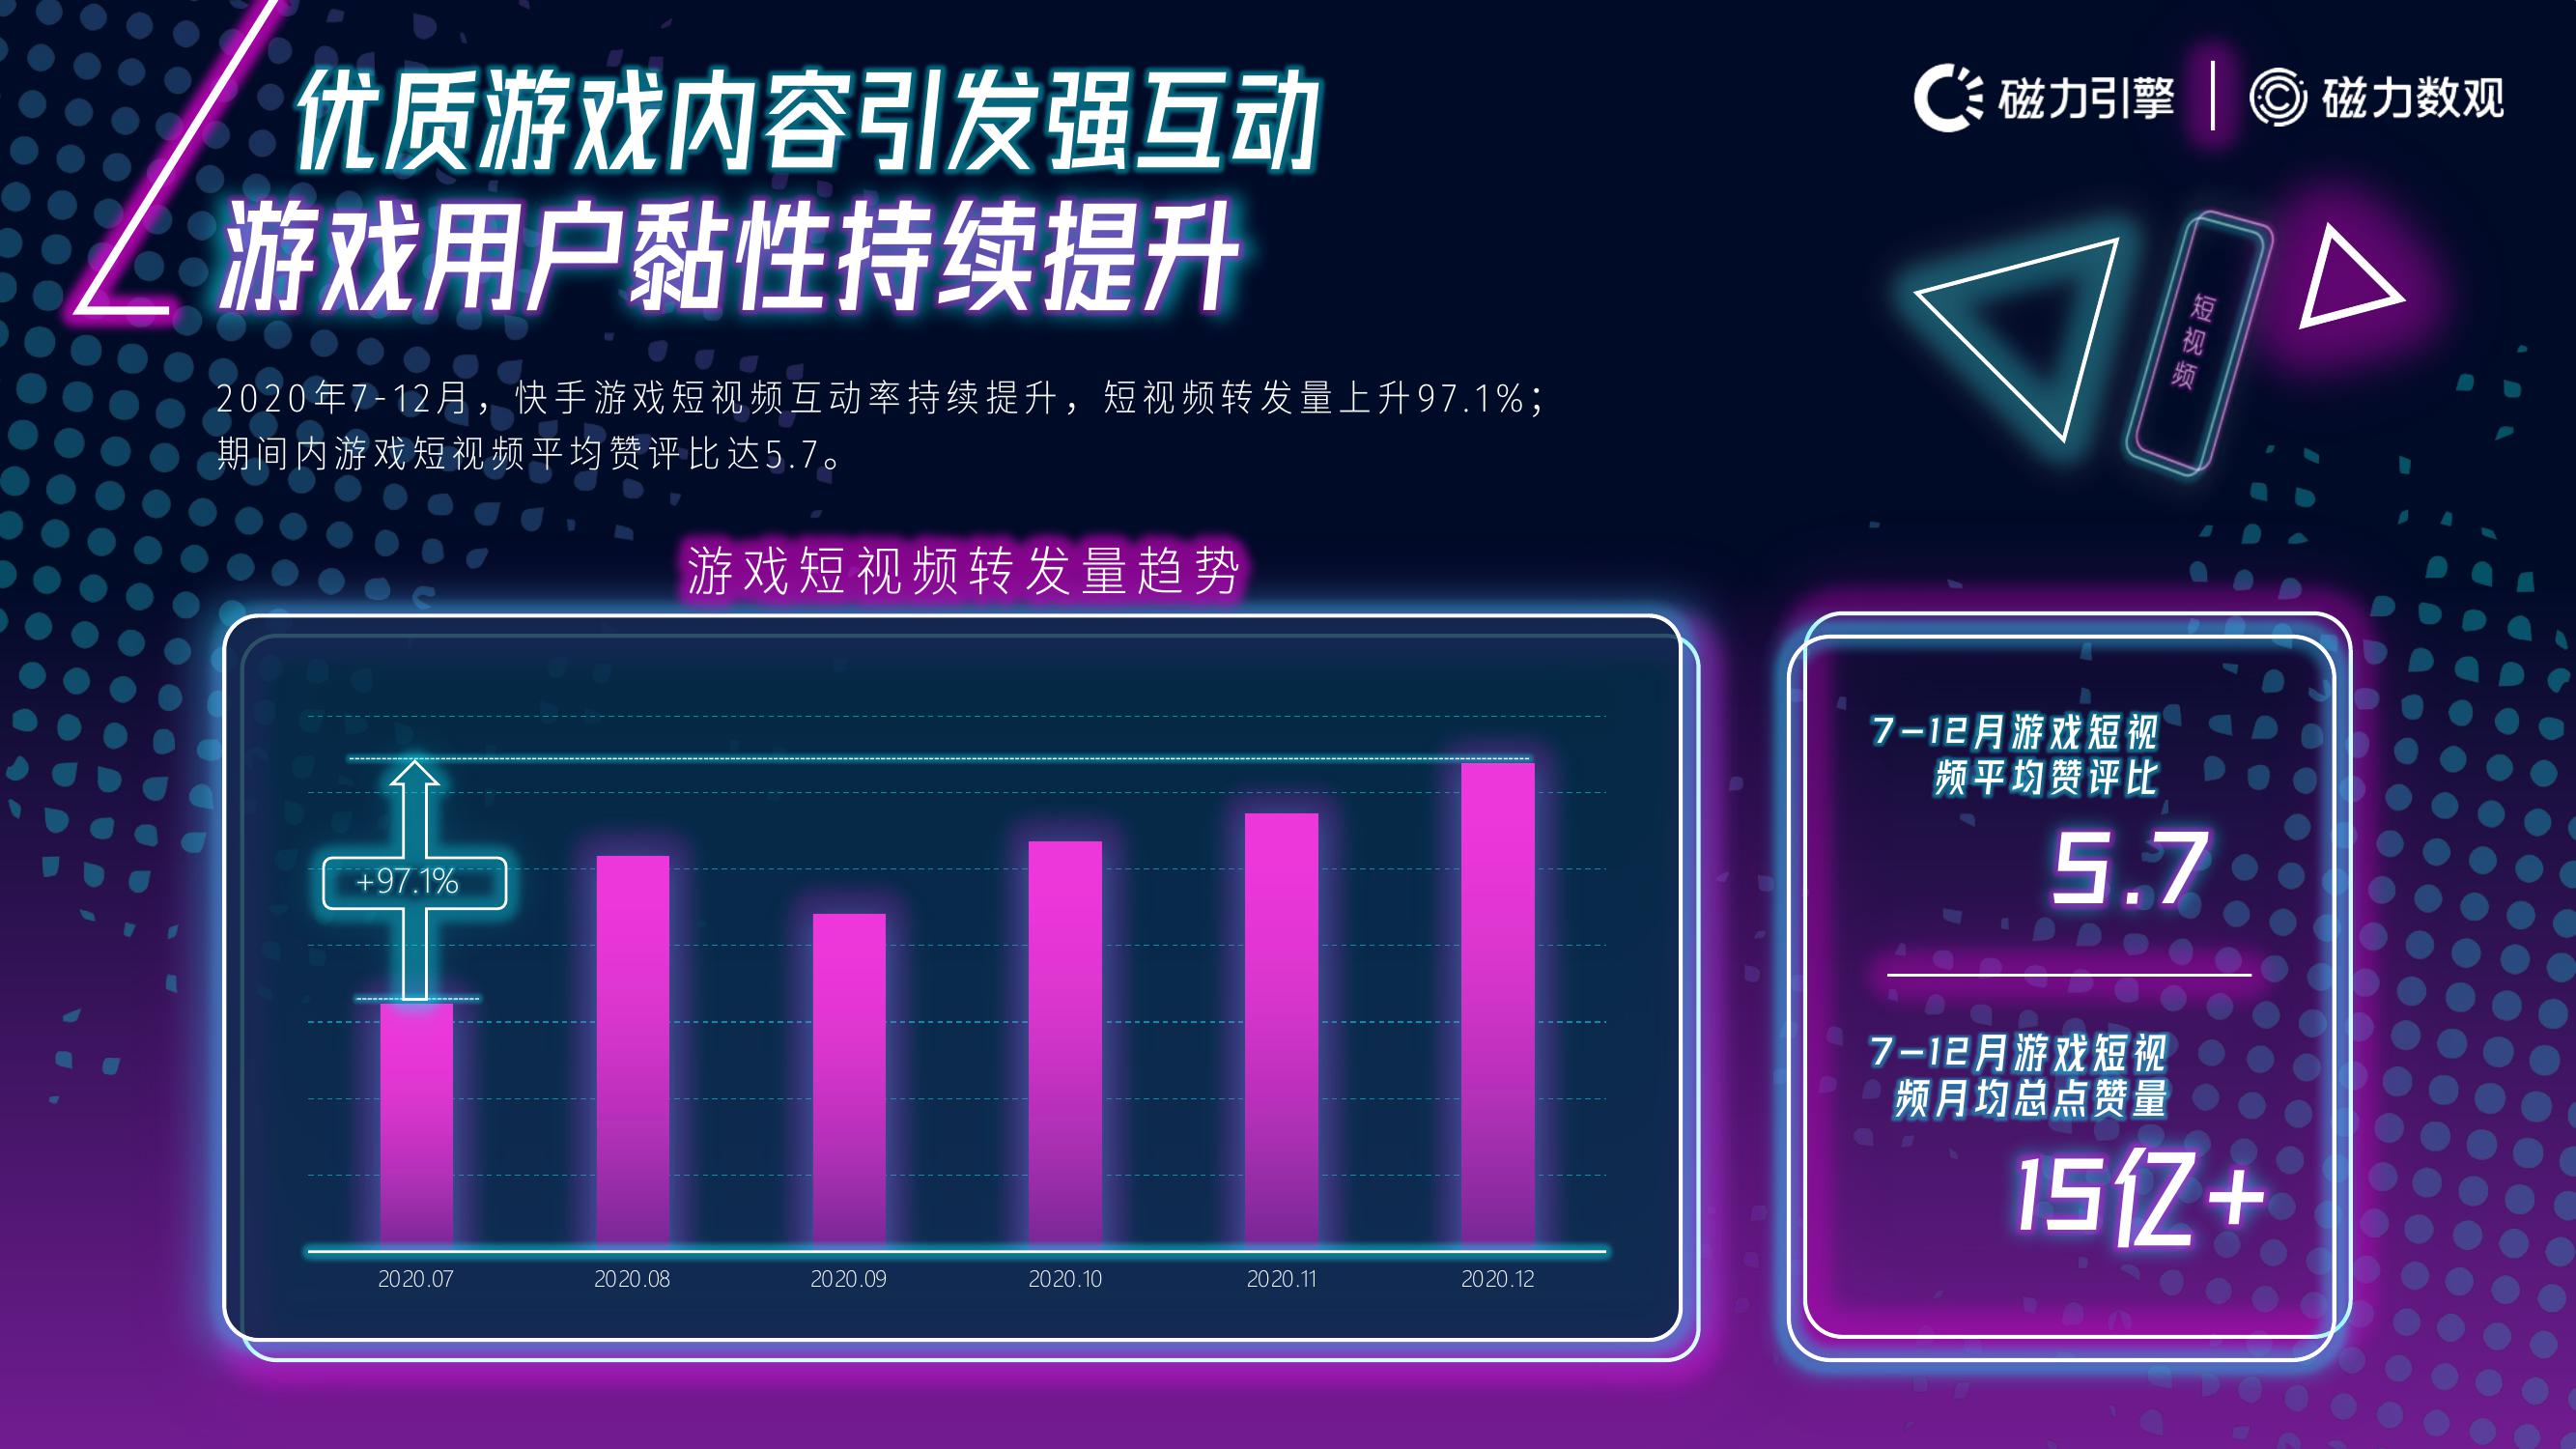 优质游戏内容引发强互动
游戏用户黏性持续提升
磁力引擎
磁力数观
短视频
2020年7-12月，快手游戏短视频互动率持续提升，短视频转发量上升97.1%；
期间内游戏短视频平均赞评比达5.7。
游戏短视频转发量趋势
+97.1%
2020.07
2020.08
2020.09
2020.10
2020.11
2020.12
7-12月游戏短视
频平均赞评比
5.7
7-12月游戏短视
频月均总点赞量
15亿+